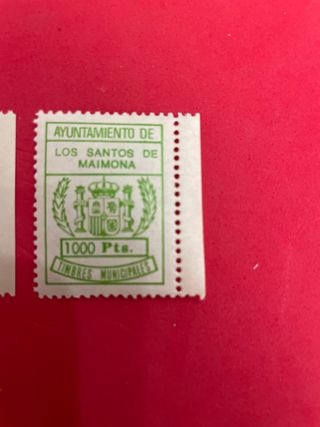 AYUNTAMIENTO DE
LOS SANTOS DE
MAIMONA
1000 Pts.
TIMBRES MUNICIPALES